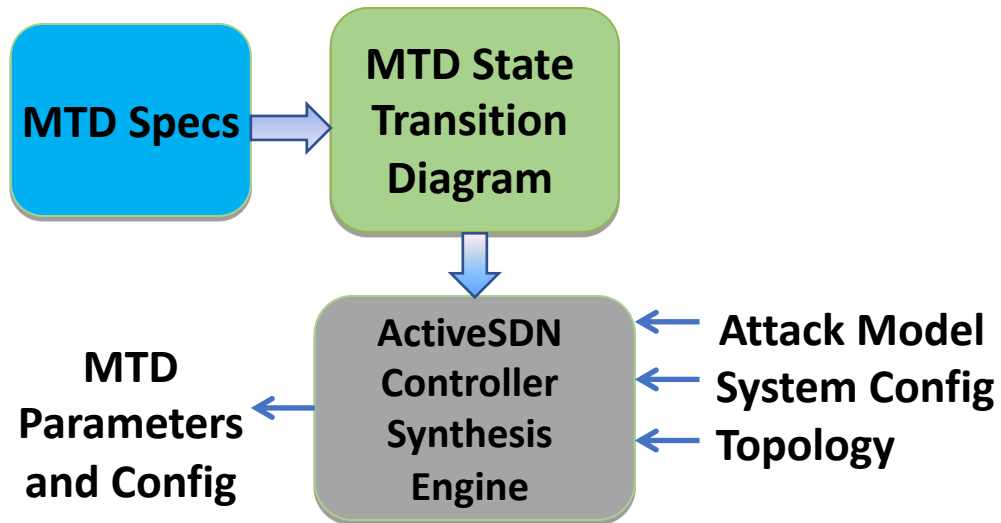 MTD Specs
MTD State
Transition
Diagram
ActiveSDN
Controller
Synthesis
Engine
Attack Model
System Config
Topology
MTD
Parameters
and Config